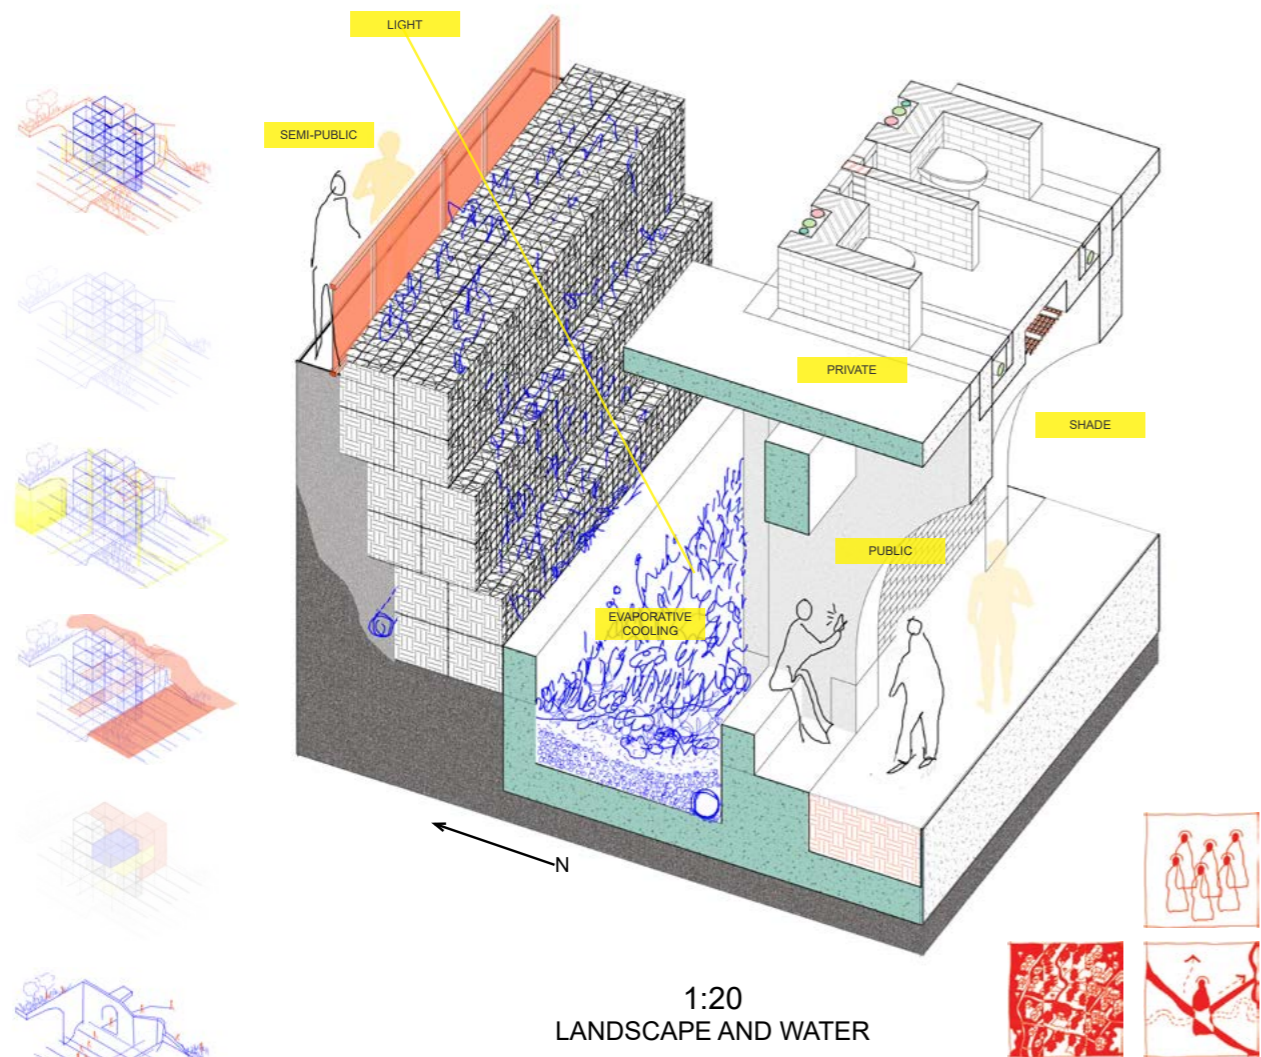 LIGHT
SEMI-PUBLIC
PRIVATE
SHADE
PUBLIC
EVAPORATIVE
COOLING
N
1:20
LANDSCAPE AND WATER